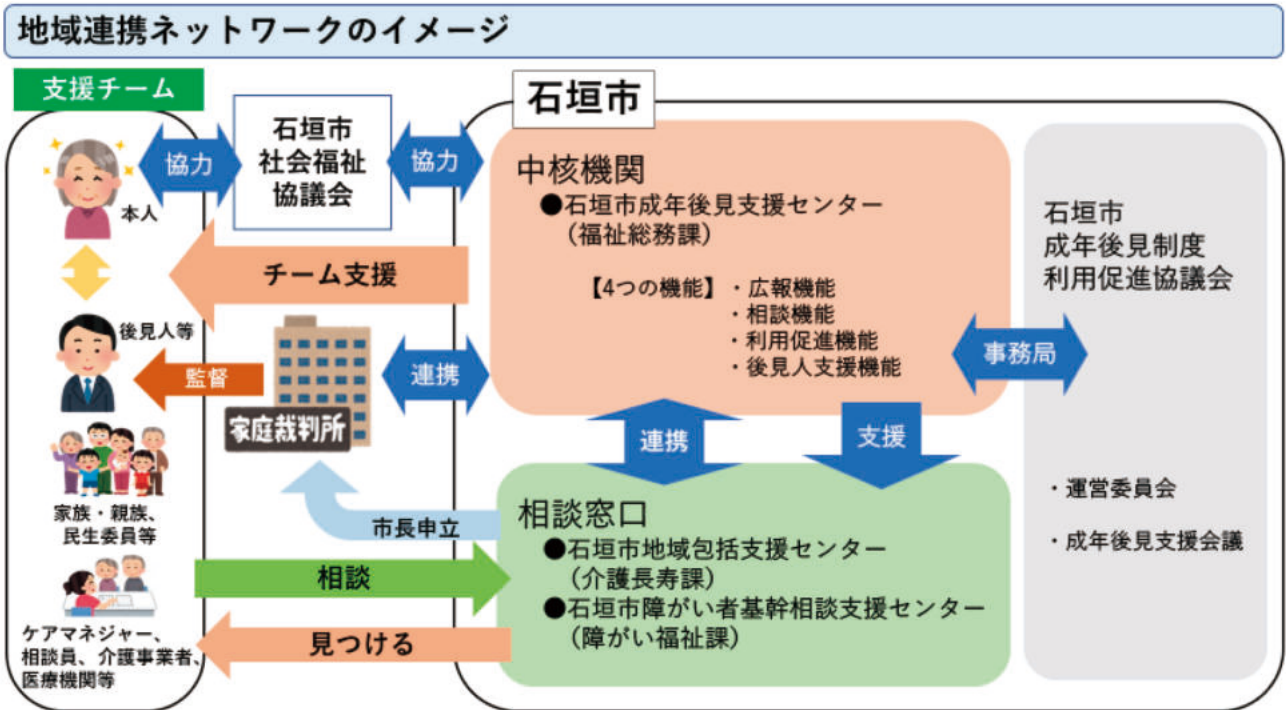 地域連携ネットワークのイメージ
支援チーム
本人
後見人等
家族・親族、
民生委員等
ケアマネジャー、
相談員、介護事業者、
医療機関等
協力
石垣市
社会福祉
協議会
協力
チーム支援
監督
家庭裁判所
連携
市長申立
相談
見つける
石垣市
中核機関
●石垣市成年後見支援センター
（福祉総務課）
【4つの機能】・広報機能
・相談機能
・利用促進機能
・後見人支援機能
連携
支援
事務局
相談窓口
●石垣市地域包括支援センター
（介護長寿課）
●石垣市障がい者基幹相談支援センター
（障がい福祉課）
石垣市
成年後見制度
利用促進協議会
・運営委員会
・成年後見支援会議